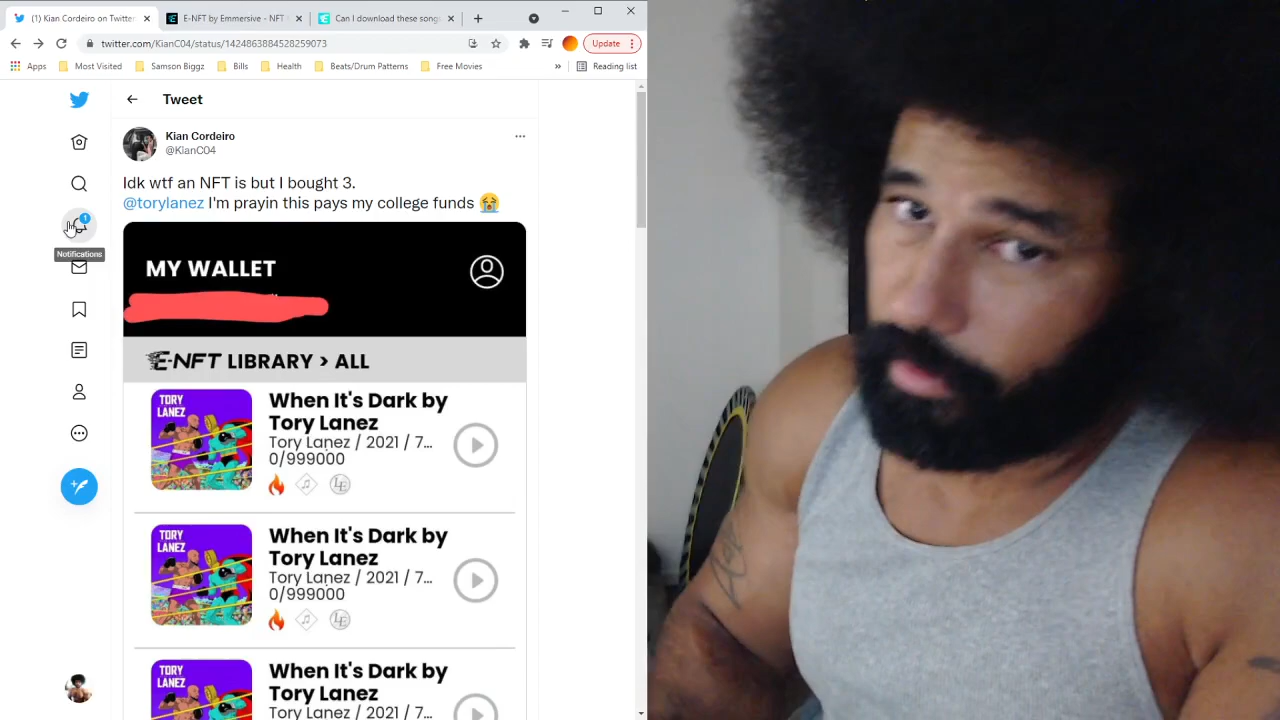 (1) Kian Cordeiro on Twitter
E-NFT by Emmersive - NFT
Can I download these song
twitter.com/KianC04/status/1424863884528259073
Update
Apps
Most Visited
Samson Biggz
Bills
Health
Beats/Drum Patterns
Free Movies
»
Reading list
Tweet
Kian Cordeiro
@KianC04
Idk wtf an NFT is but I bought 3.
@torylanez I'm prayin this pays my college funds 😭
1
Notifications
MY WALLET
E-NFT LIBRARY > ALL
TORY
LANEZ
When It's Dark by
Tory Lanez
Tory Lanez / 2021 / 7...
0/999000
LE
TORY
LANEZ
When It's Dark by
Tory Lanez
Tory Lanez / 2021 / 7...
0/999000
LE
TORY
LANEZ
When It's Dark by
Tory Lanez
Tory Lanez / 2021 / 7...